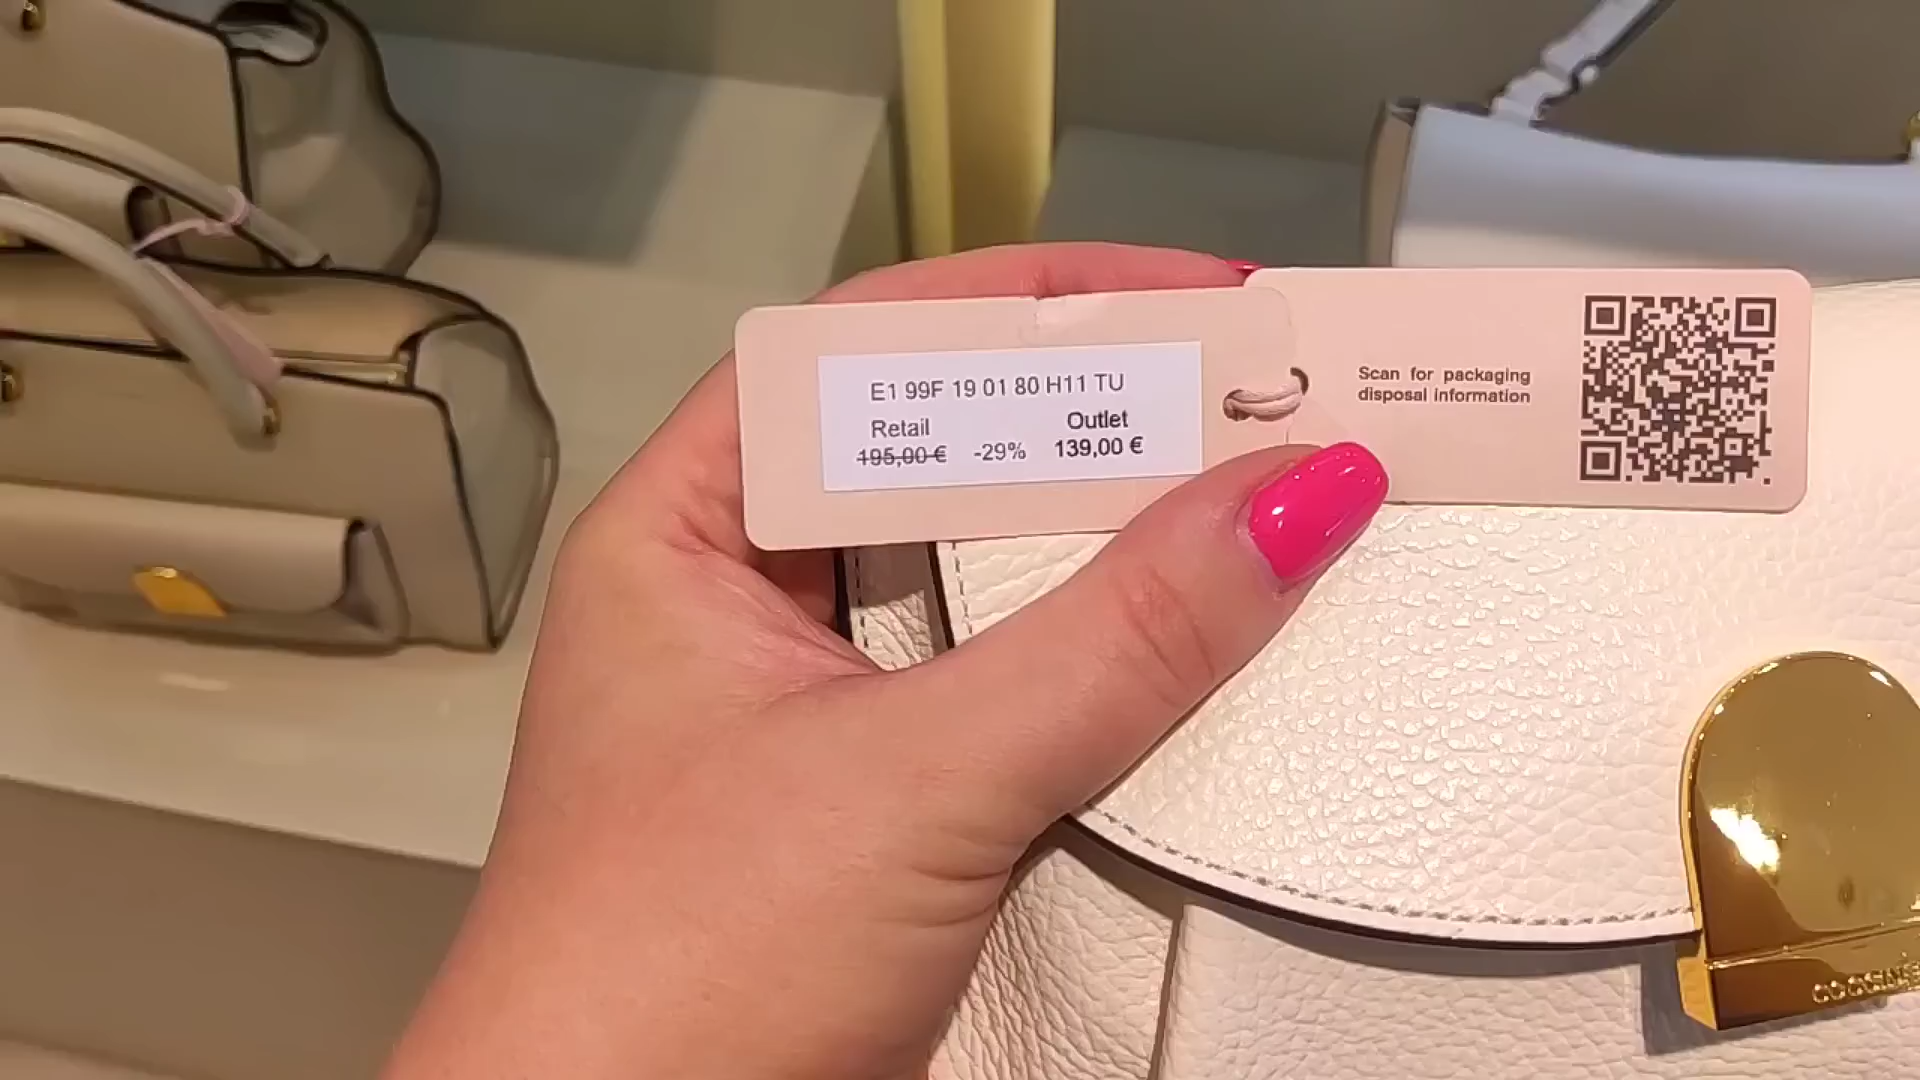 E1 99F 19 01 80 H11 TU
Retail Outlet
195,00 € -29% 139,00 €
Scan for packaging
disposal information